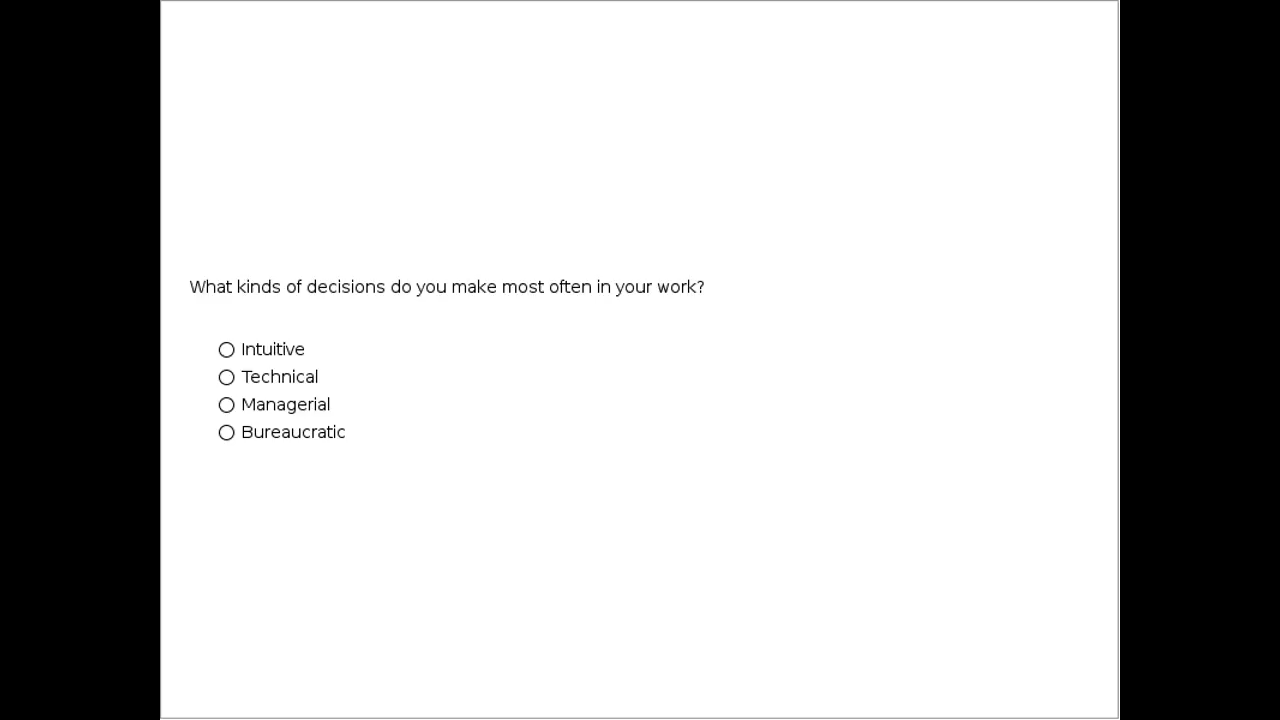 What kinds of decisions do you make most often in your work?
Intuitive
Technical
Managerial
Bureaucratic